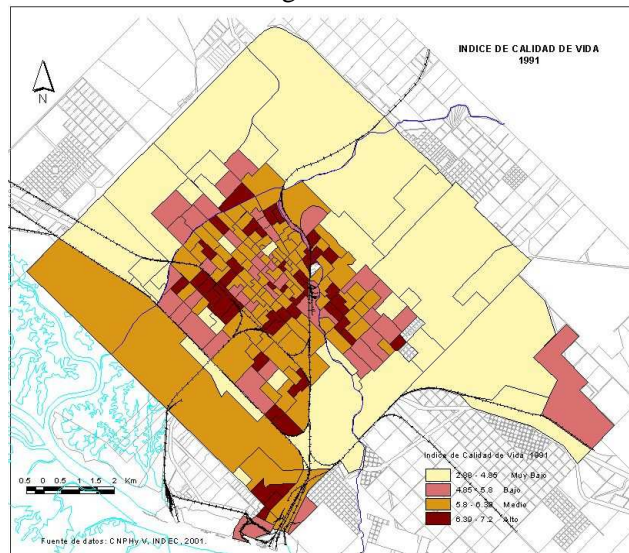 INDICE DE CALIDAD DE VIDA
1991
N
0.5 0 0.5 1 1.5 2 Km
Indice de Calidad de Vida 1991
2.88 - 4.85 Muy Bajo
4.85 - 5.8 Bajo
5.8 - 6.39 Medio
6.39 - 7.2 Alto
Fuente de datos: CNPHy V, INDEC, 2001.